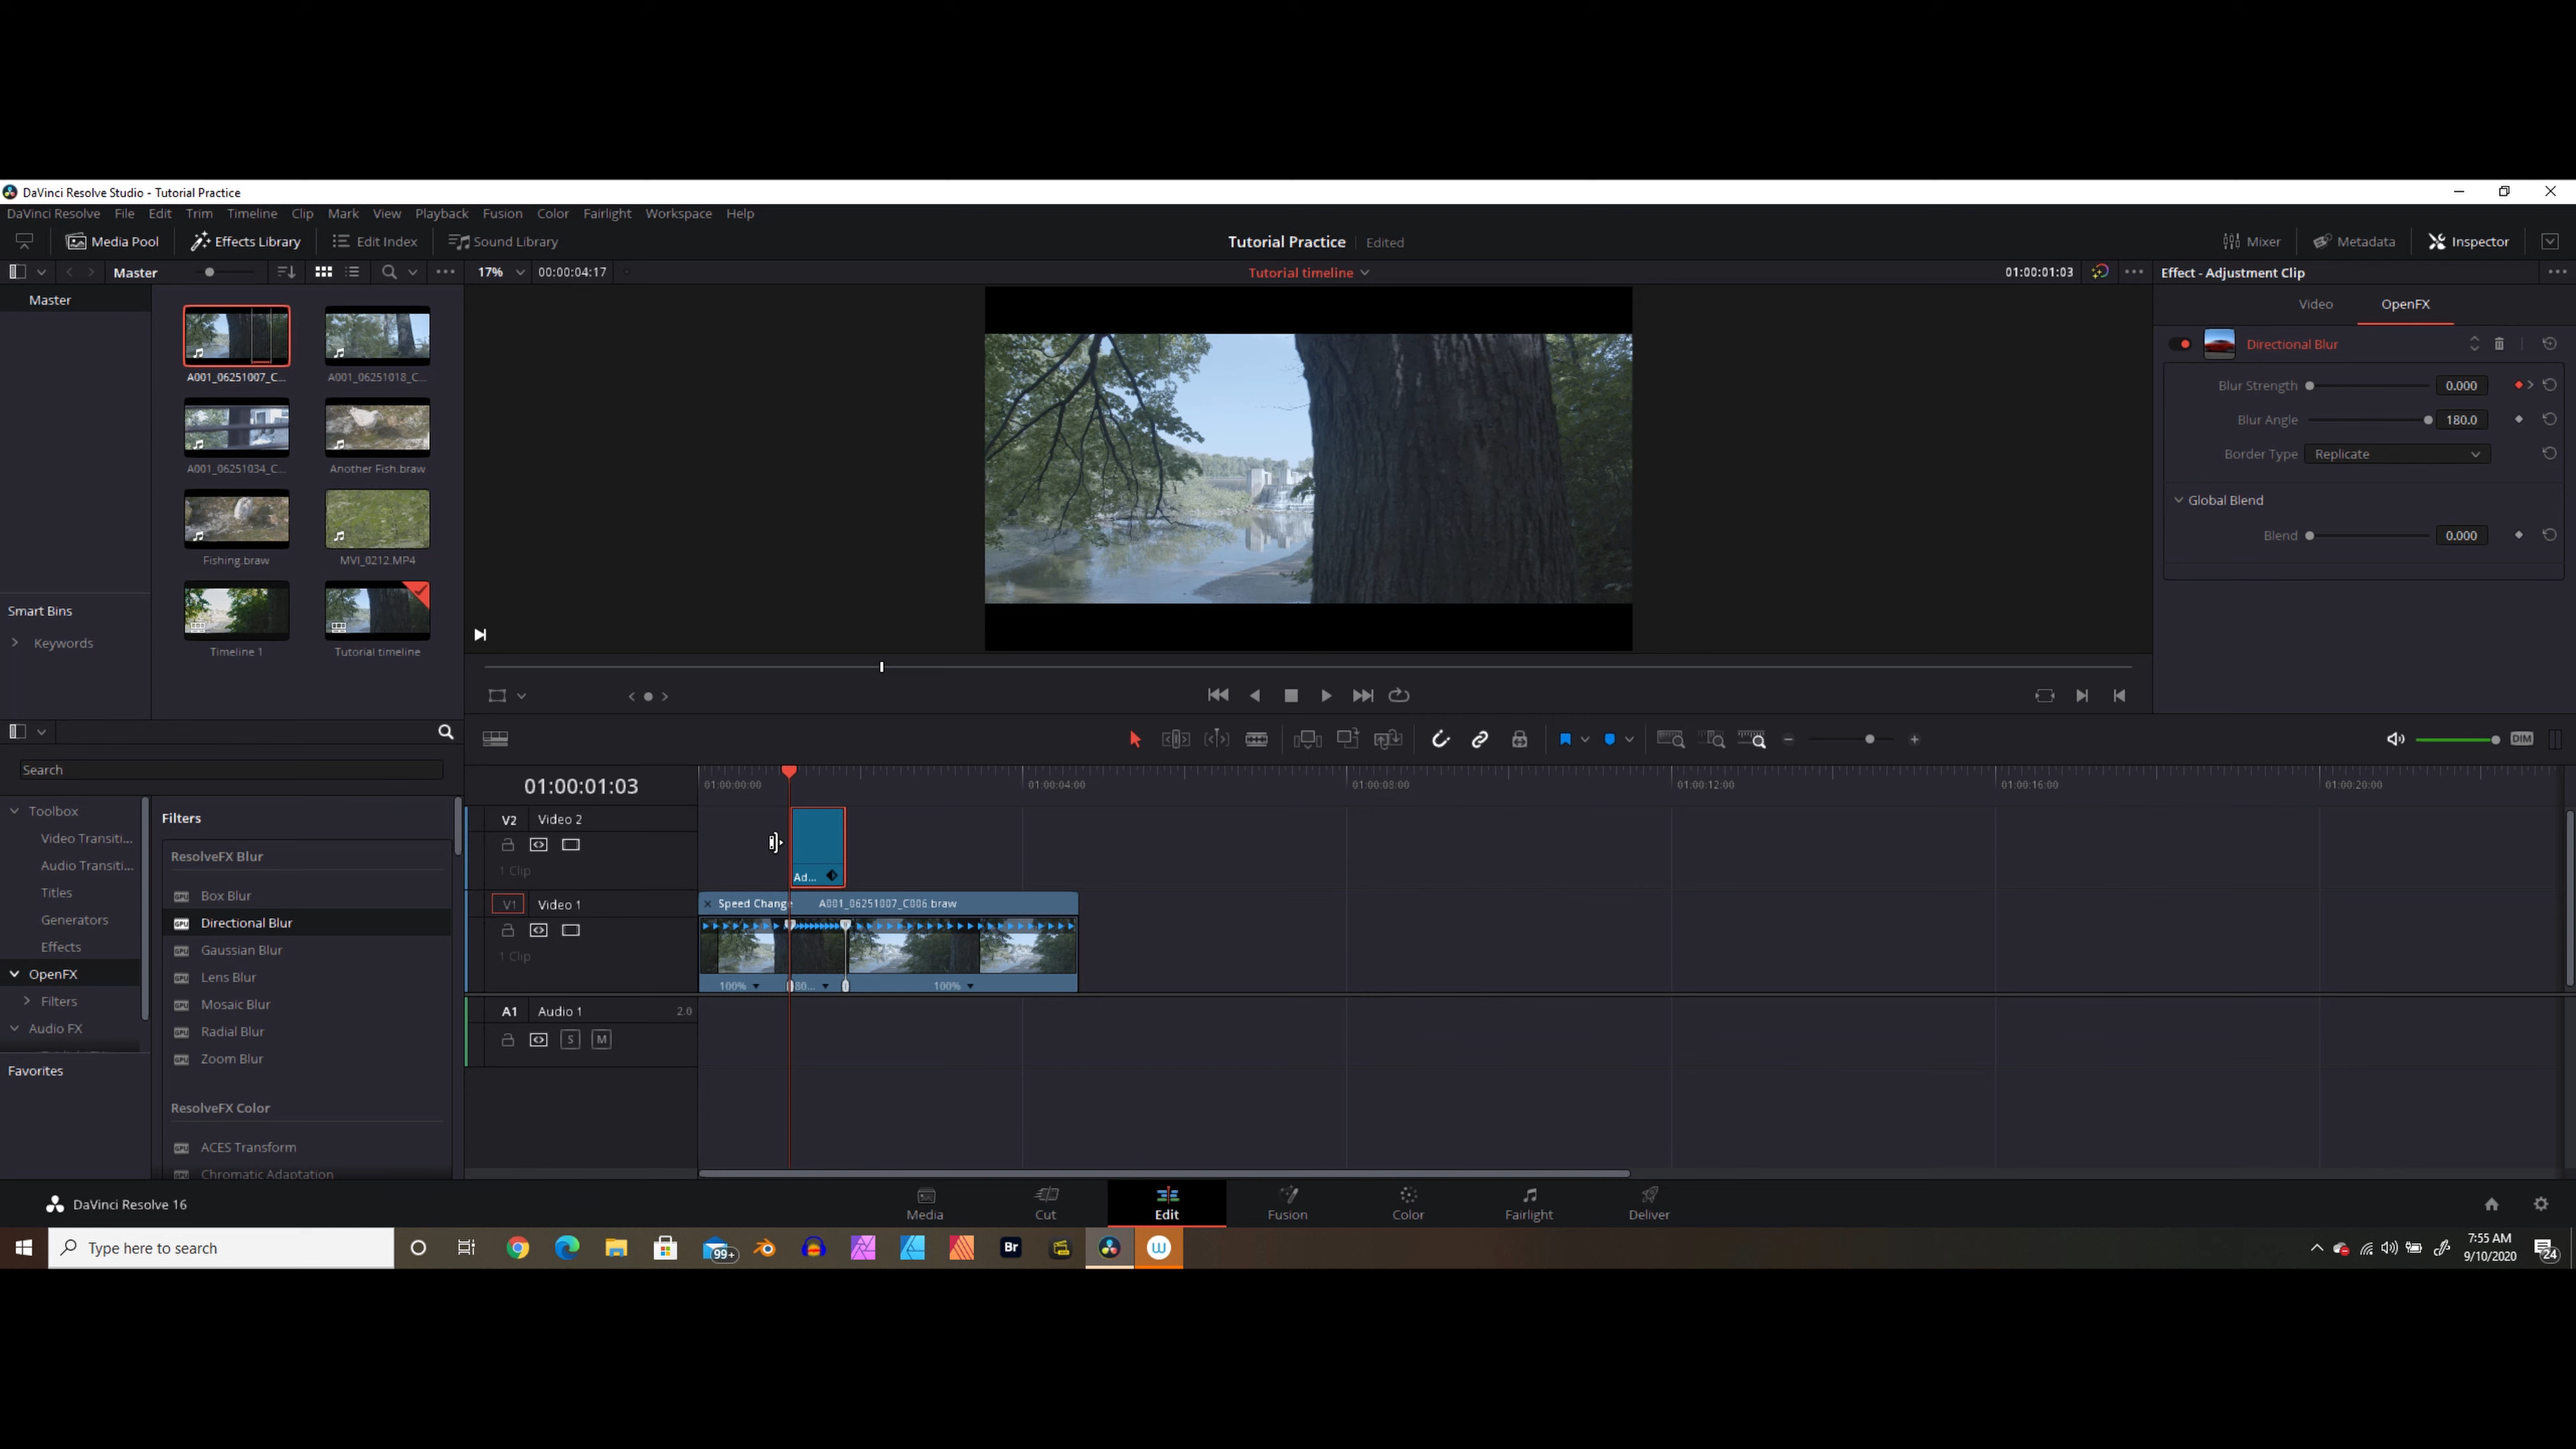 DaVinci Resolve Studio - Tutorial Practice
DaVinci Resolve File Edit Trim Timeline Clip Mark View Playback Fusion Color Fairlight Workspace Help
Media Pool Effects Library Edit Index Sound Library Tutorial Practice Edited Mixer Metadata Inspector
Master 17% 00:00:04:17 Tutorial timeline 01:00:01:03 Effect - Adjustment Clip
Master
Video OpenFX
Directional Blur
A001_06251007_C... A001_06251018_C...
Blur Strength 0.000
Blur Angle 180.0
Border Type Replicate
A001_06251034_C... Another Fish.braw
Global Blend
Blend 0.000
Fishing.braw MVI_0212.MP4
Smart Bins
Keywords
Timeline 1 Tutorial timeline
DIM
Search
01:00:01:03
01:00:00:00 01:00:04:00 01:00:08:00 01:00:12:00 01:00:16:00 01:00:20:00
Toolbox
Video Transiti...
Audio Transiti...
Titles
Generators
Effects
OpenFX
Filters
Audio FX
Favorites
Filters
ResolveFX Blur
Box Blur
Directional Blur
Gaussian Blur
Lens Blur
Mosaic Blur
Radial Blur
Zoom Blur
ResolveFX Color
ACES Transform
Chromatic Adaptation
V2 Video 2
1 Clip
Ad...
V1 Video 1
1 Clip
Speed Change A001_06251007_C006.braw
100% 80... 100%
A1 Audio 1 2.0
S M
DaVinci Resolve 16
Media Cut Edit Fusion Color Fairlight Deliver
Type here to search
99+
Br
W
7:55 AM
9/10/2020
24